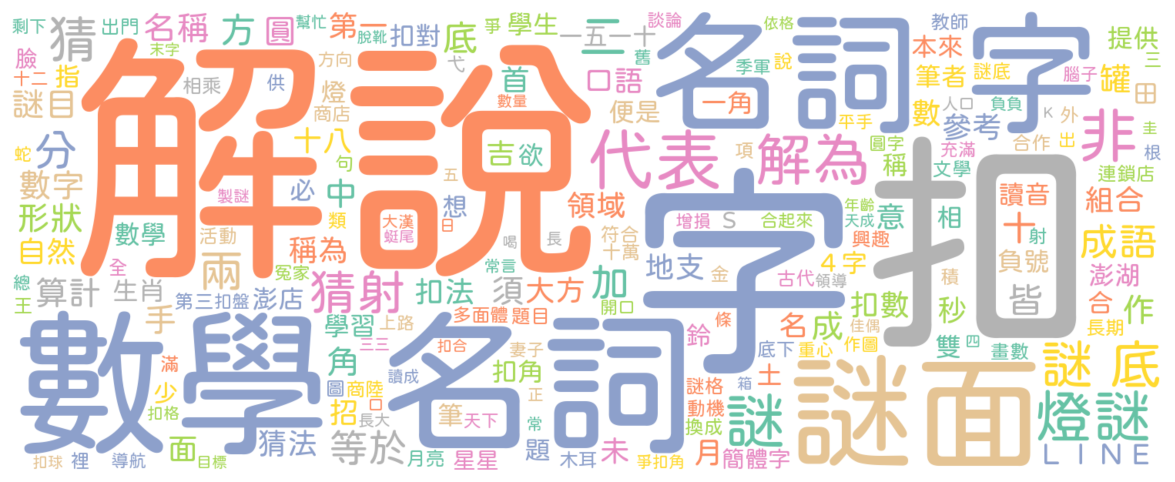 剩下 出門 猜 名稱 方 圓 幫忙 第一 脫靴 扣對 談論 爭 底 學生 一五一十 舊 名詞 依格 季軍 說 字 教師 本來 筆者 謎底 腦子 提供 三
臉 末字 方向 弋 二 罐 田
十二 指 相乘 供 燈 商店 首 數量 口語 一角 平手 數 人口 負負 K 外
謎目 解說 十八 便是 項 圓字 參考 合作 出 非 圭 根
蛇 分 句 吉 欲 代表 解為 稱 充滿 文學 連鎖店
數字 製謎 必 中 五 想 領域 字 年齡 天成 意 相 扣 讀音 組合
形狀 類 大漢 日 增損 S 合起來 興趣 十 射
數學 活動 稱為 蜓尾 符合 4字 負號 成語
自然 兩 喝 長 十萬 地支 金 古代 領導 積 澎湖
全 冤家 常言 加 皆
總 算計 生肖 猜射 扣法 須 大方 扣數 秒 合 作
王 第三 扣盤 澎店 開口 條 名 成 佳偶 長期
手 學習 上路 多面體 題目 鈴 作圖 雙 四 畫數
數學 角 三三 名詞 扣合 妻子 底下 重心 謎面 謎底
滿 圖 商陸 讀成 扣角 謎格 箱 土
少 招 口 筆 天下 正 動機 謎 燈謎
扣格 長大 常 換成
猜法 等於 題 未 月
扣球 裡 導航 面 目標 月亮 星星 木耳 爭扣角 簡體字 LINE